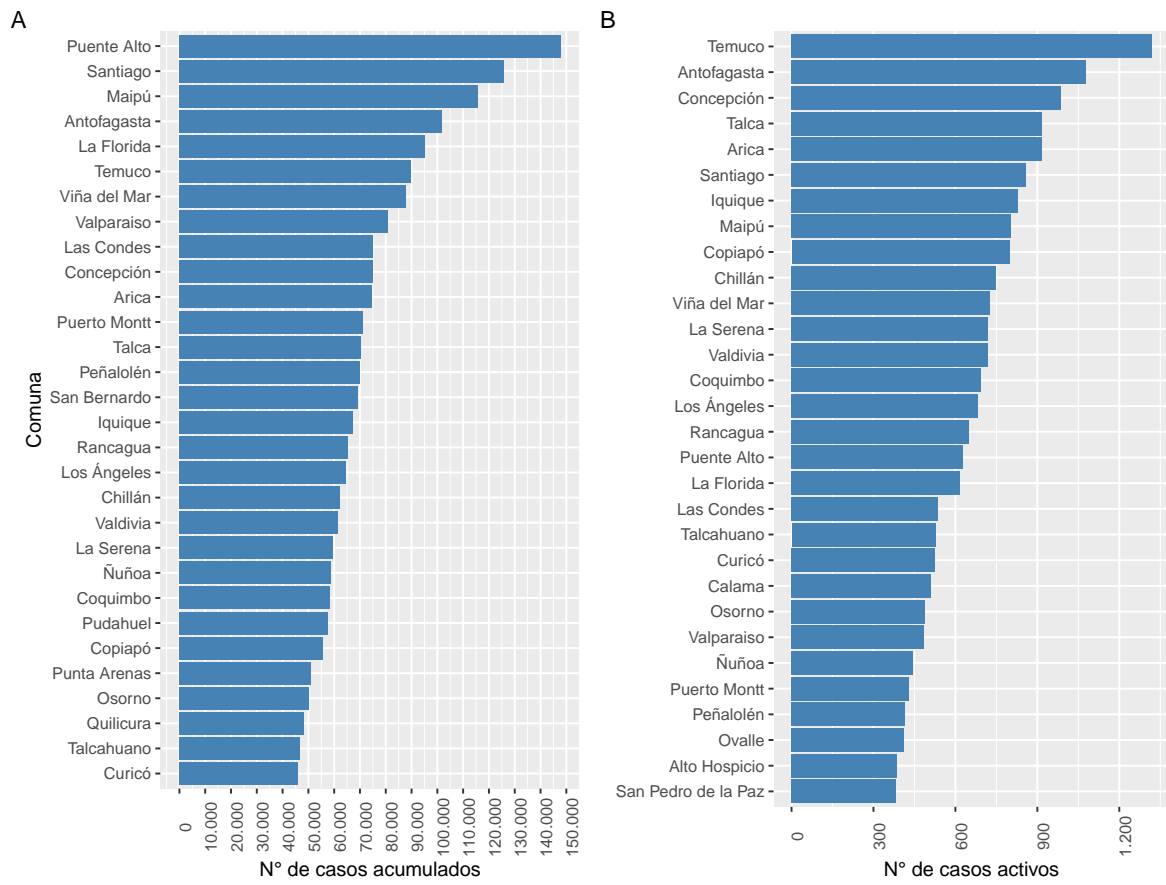 A
Comuna
Puente Alto
Santiago
Maipú
Antofagasta
La Florida
Temuco
Viña del Mar
Valparaiso
Las Condes
Concepción
Arica
Puerto Montt
Talca
Peñalolén
San Bernardo
Iquique
Rancagua
Los Ángeles
Chillán
Valdivia
La Serena
Ñuñoa
Coquimbo
Pudahuel
Copiapó
Punta Arenas
Osorno
Quilicura
Talcahuano
Curicó
0
10.000
20.000
30.000
40.000
50.000
60.000
70.000
80.000
90.000
100.000
110.000
120.000
130.000
140.000
150.000
N° de casos acumulados
B
Temuco
Antofagasta
Concepción
Talca
Arica
Santiago
Iquique
Maipú
Copiapó
Chillán
Viña del Mar
La Serena
Valdivia
Coquimbo
Los Ángeles
Rancagua
Puente Alto
La Florida
Las Condes
Talcahuano
Curicó
Calama
Osorno
Valparaiso
Ñuñoa
Puerto Montt
Peñalolén
Ovalle
Alto Hospicio
San Pedro de la Paz
0
300
600
900
1.200
N° de casos activos